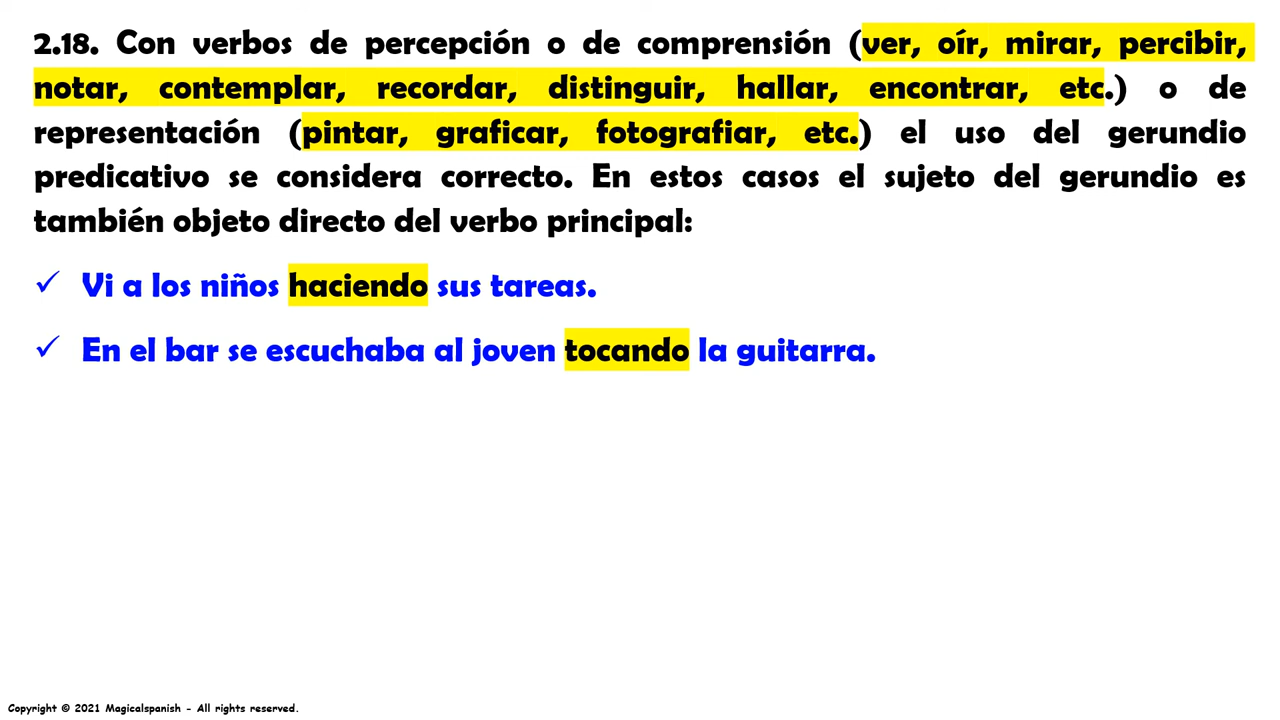 2.18. Con verbos de percepción o de comprensión (ver, oír, mirar, percibir,
notar, contemplar, recordar, distinguir, hallar, encontrar, etc.) o de
representación (pintar, graficar, fotografiar, etc.) el uso del gerundio
predicativo se considera correcto. En estos casos el sujeto del gerundio es
también objeto directo del verbo principal:
✓ Vi a los niños haciendo sus tareas.
✓ En el bar se escuchaba al joven tocando la guitarra.
Copyright © 2021 Magicalspanish - All rights reserved.